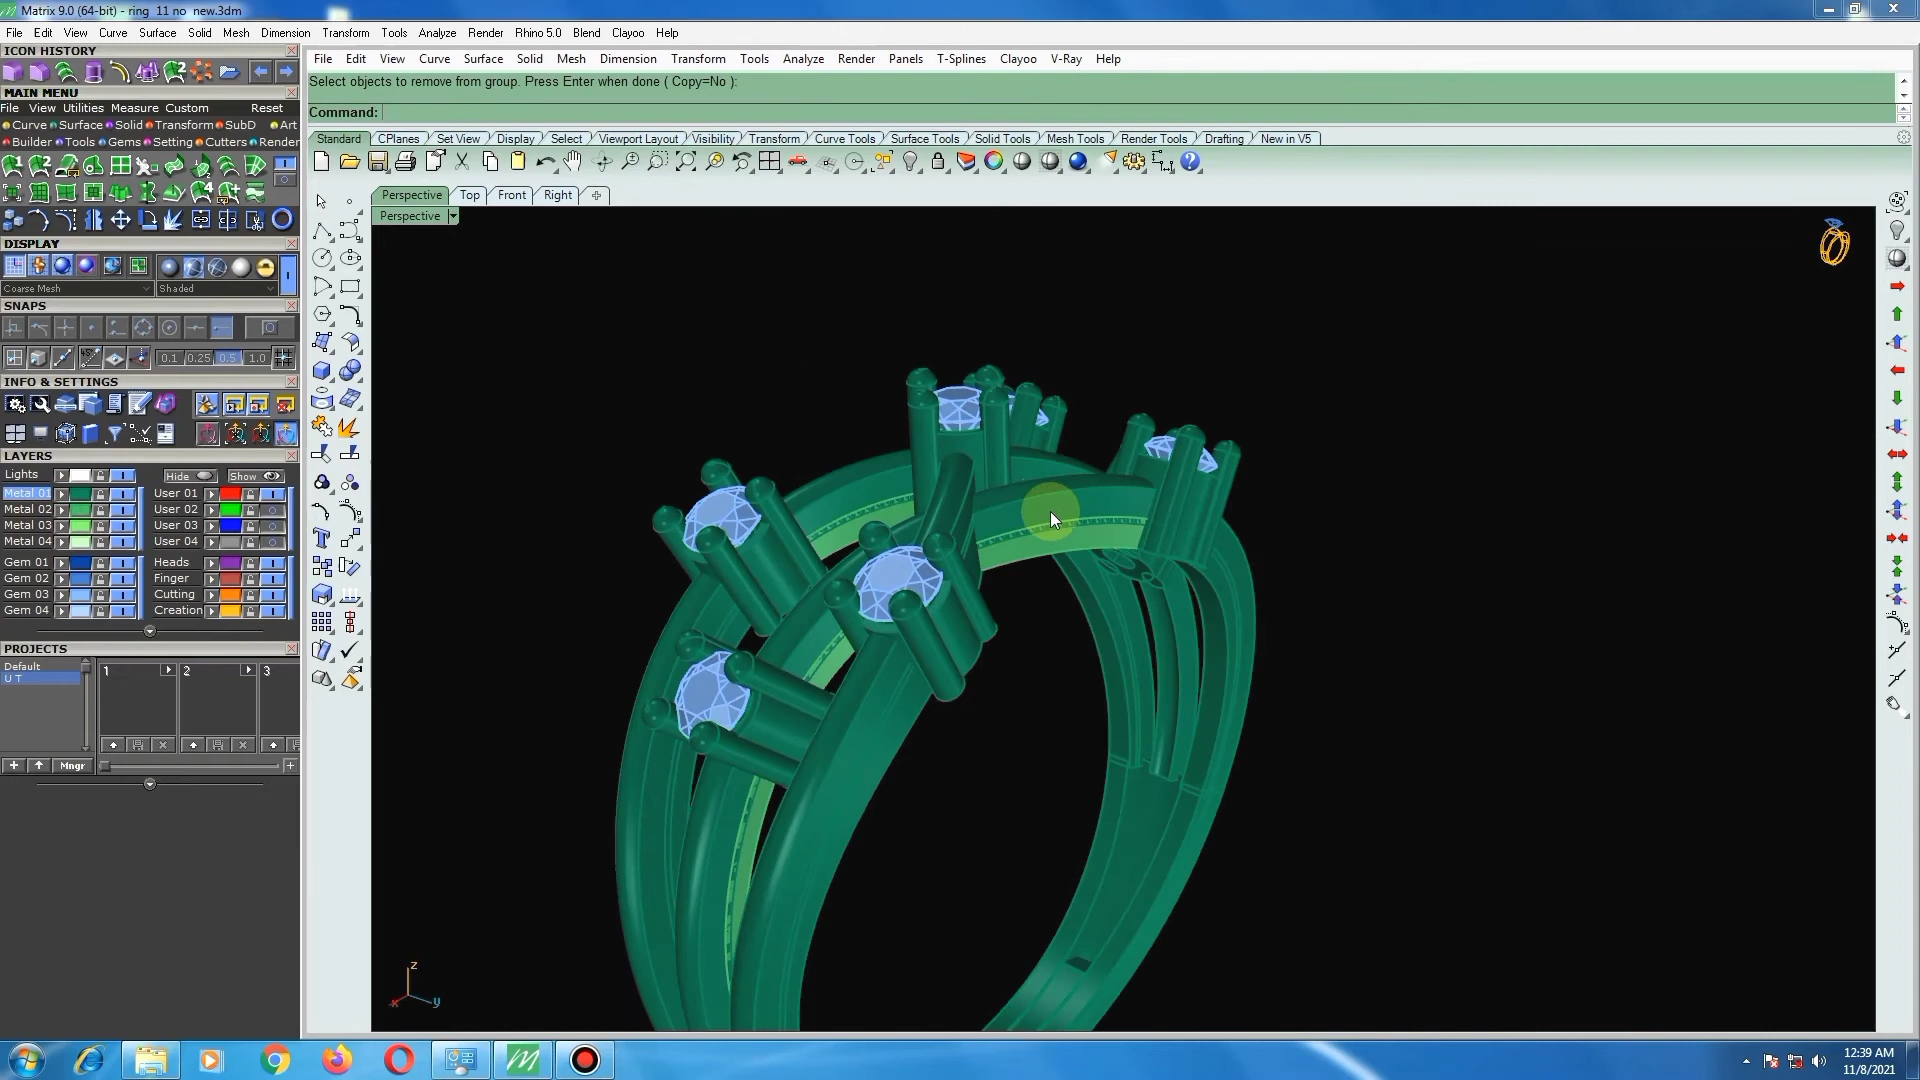 Matrix 9.0 (64-bit) - ring 11 no new.3dm
File Edit View Curve Surface Solid Mesh Dimension Transform Tools Analyze Render Rhino 5.0 Blend Clayoo Help
ICON HISTORY
MAIN MENU
File View Utilities Measure Custom Reset
Curve Surface Solid Transform SubD Art
Builder Tools Gems Setting Cutters Render
DISPLAY
Coarse Mesh Shaded
SNAPS
0.1 0.25 0.5 1.0
INFO & SETTINGS
LAYERS
Lights Hide Show
Metal 01 User 01
Metal 02 User 02
Metal 03 User 03
Metal 04 User 04
Gem 01 Heads
Gem 02 Finger
Gem 03 Cutting
Gem 04 Creation
PROJECTS
Default 1 2 3
U T
Mngr
File Edit View Curve Surface Solid Mesh Dimension Transform Tools Analyze Render Panels T-Splines Clayoo V-Ray Help
Select objects to remove from group. Press Enter when done ( Copy=No ):
Command:
Standard CPlanes Set View Display Select Viewport Layout Visibility Transform Curve Tools Surface Tools Solid Tools Mesh Tools Render Tools Drafting New in V5
Perspective Top Front Right
Perspective
z
x y
12:39 AM
11/8/2021